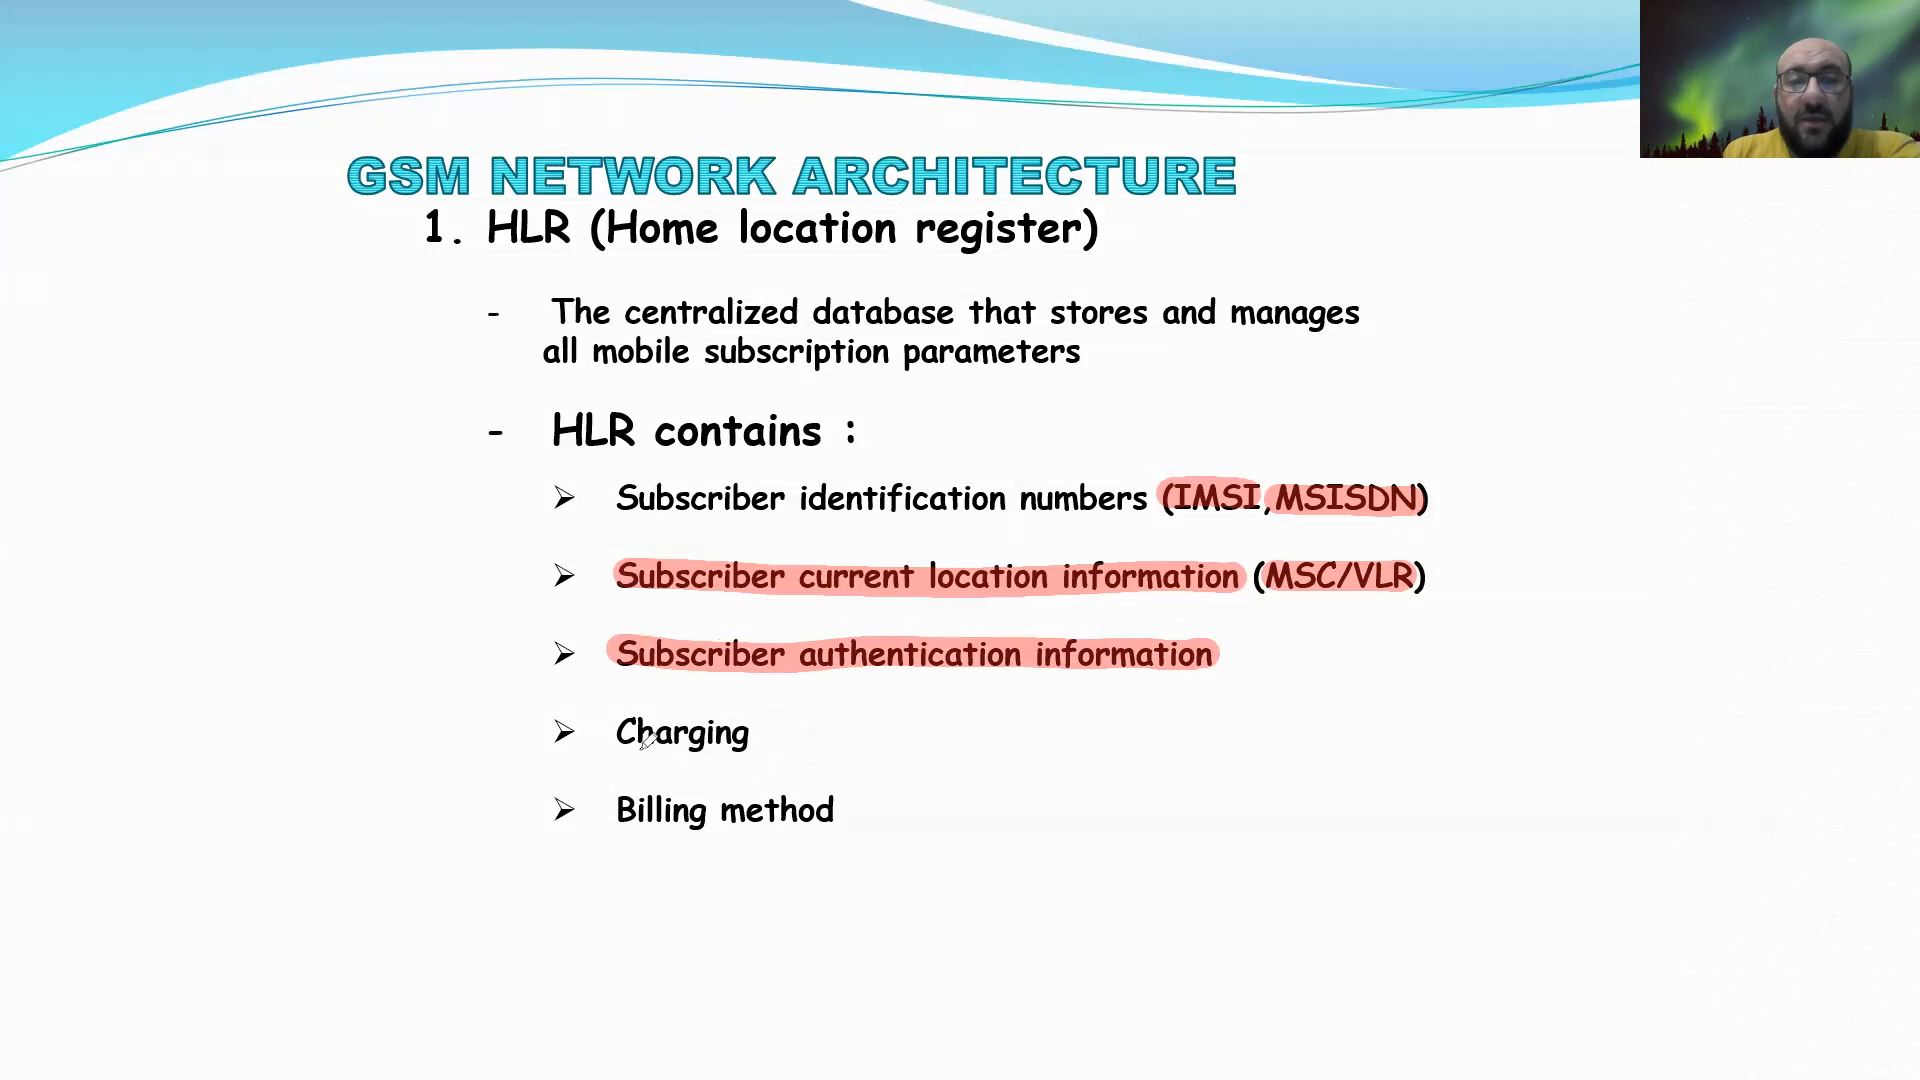 GSM NETWORK ARCHITECTURE
1. HLR (Home location register)
- The centralized database that stores and manages
all mobile subscription parameters
- HLR contains :
➢ Subscriber identification numbers (IMSI,MSISDN)
➢ Subscriber current location information (MSC/VLR)
➢ Subscriber authentication information
➢ Charging
➢ Billing method